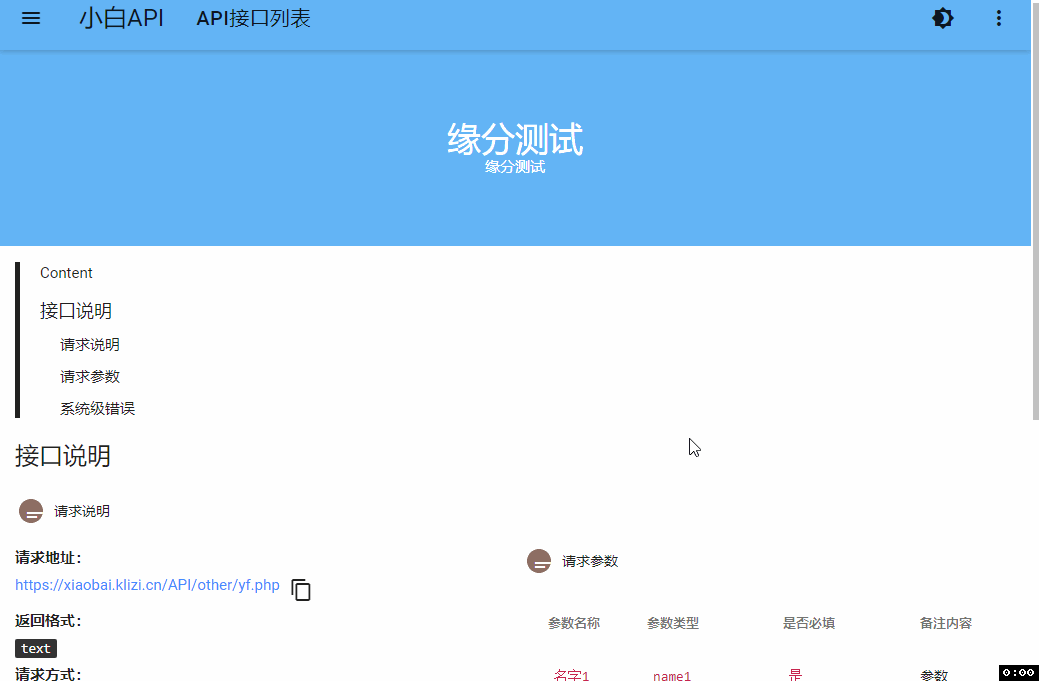 小白API API接口列表
缘分测试
缘分测试
Content
接口说明
请求说明
请求参数
系统级错误
接口说明
请求说明
请求地址：
https://xiaobai.klizi.cn/API/other/yf.php
返回格式：
text
请求方式：
请求参数
参数名称 参数类型 是否必填 备注内容
名字1 name1 是 参数
0:00